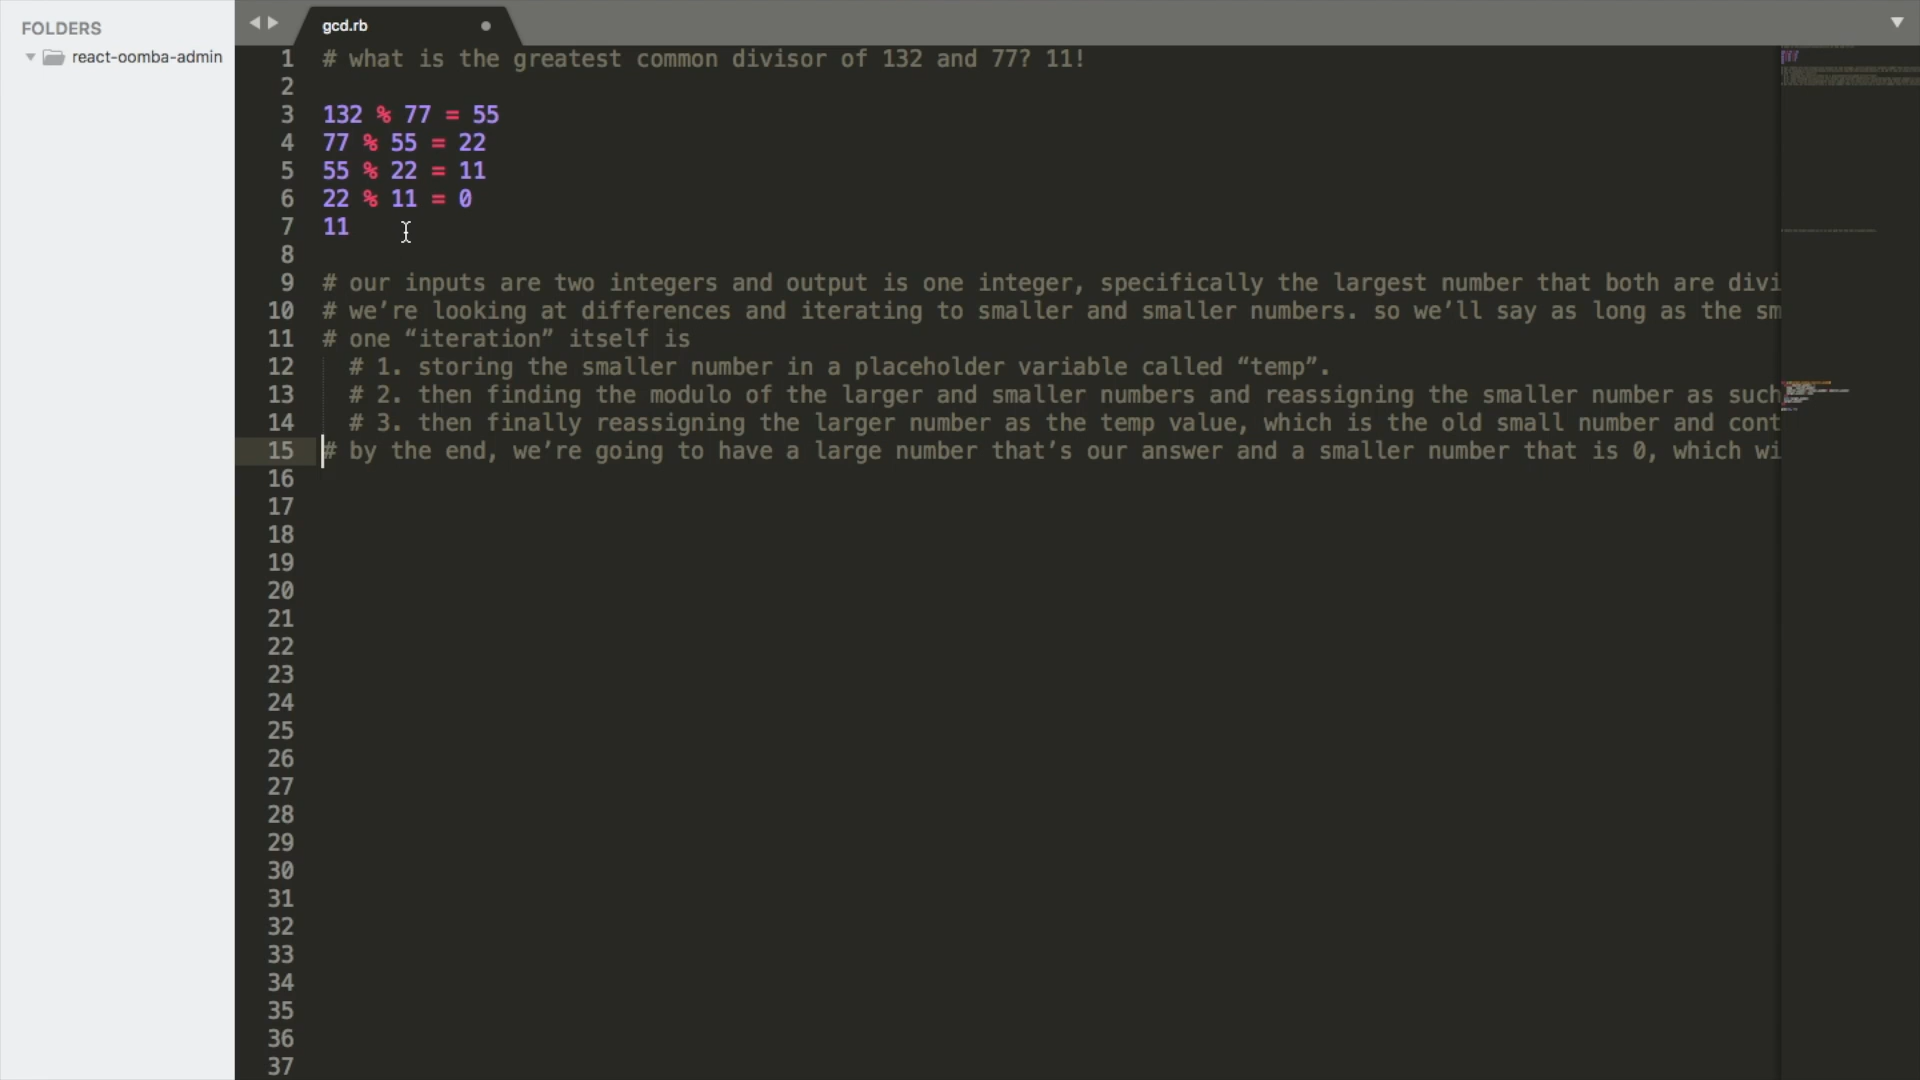 FOLDERS
react-oomba-admin
gcd.rb
1 # what is the greatest common divisor of 132 and 77? 11!
2
3 132 % 77 = 55
4 77 % 55 = 22
5 55 % 22 = 11
6 22 % 11 = 0
7 11
8
9 # our inputs are two integers and output is one integer, specifically the largest number that both are divi
10 # we’re looking at differences and iterating to smaller and smaller numbers. so we’ll say as long as the sm
11 # one “iteration” itself is
12 # 1. storing the smaller number in a placeholder variable called “temp”.
13 # 2. then finding the modulo of the larger and smaller numbers and reassigning the smaller number as such
14 # 3. then finally reassigning the larger number as the temp value, which is the old small number and cont
15 # by the end, we’re going to have a large number that’s our answer and a smaller number that is 0, which wi
16
17
18
19
20
21
22
23
24
25
26
27
28
29
30
31
32
33
34
35
36
37